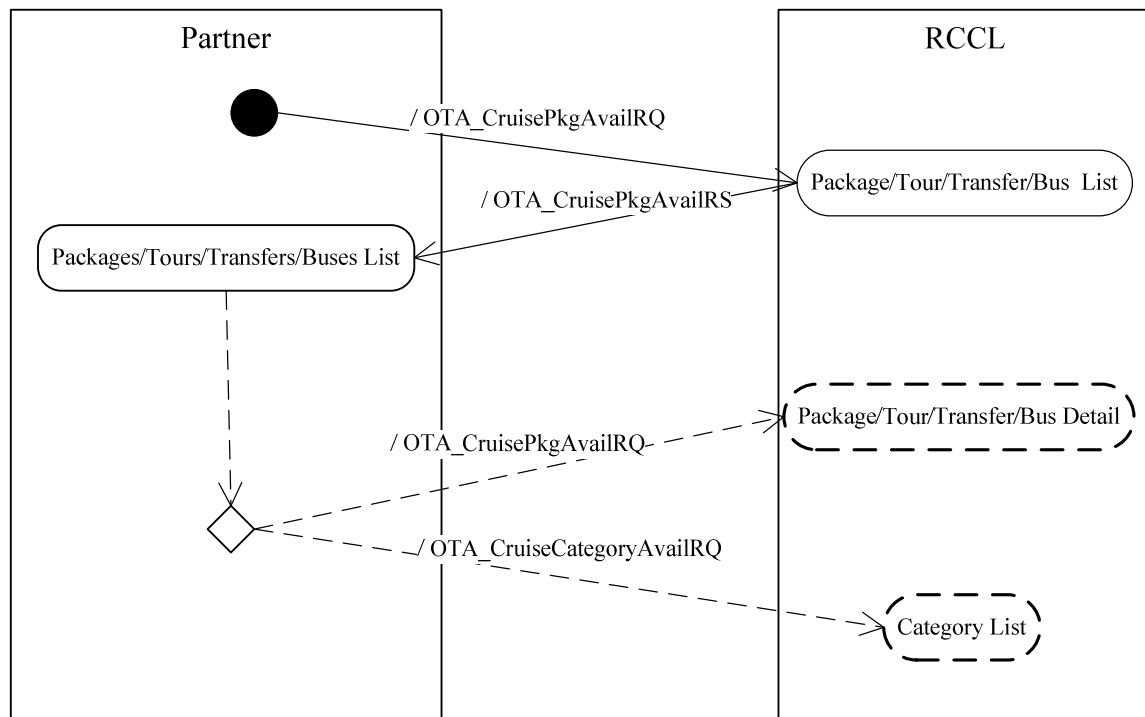 Partner
RCCL
/ OTA_CruisePkgAvailRQ
Package/Tour/Transfer/Bus List
/ OTA_CruisePkgAvailRS
Packages/Tours/Transfers/Buses List
Package/Tour/Transfer/Bus Detail
/ OTA_CruisePkgAvailRQ
/ OTA_CruiseCategoryAvailRQ
Category List